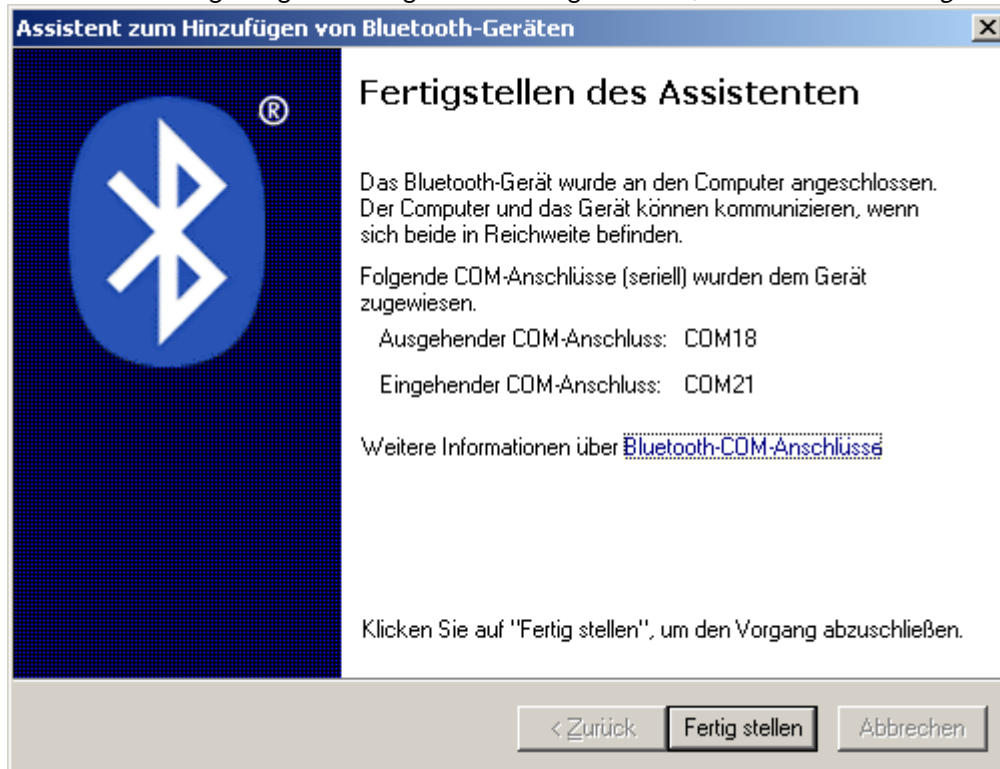 Assistent zum Hinzufügen von Bluetooth-Geräten
®
Fertigstellen des Assistenten
Das Bluetooth-Gerät wurde an den Computer angeschlossen.
Der Computer und das Gerät können kommunizieren, wenn
sich beide in Reichweite befinden.
Folgende COM-Anschlüsse (seriell) wurden dem Gerät
zugewiesen.
Ausgehender COM-Anschluss: COM18
Eingehender COM-Anschluss: COM21
Weitere Informationen über Bluetooth-COM-Anschlüsse
Klicken Sie auf "Fertig stellen", um den Vorgang abzuschließen.
< Zurück Fertig stellen Abbrechen